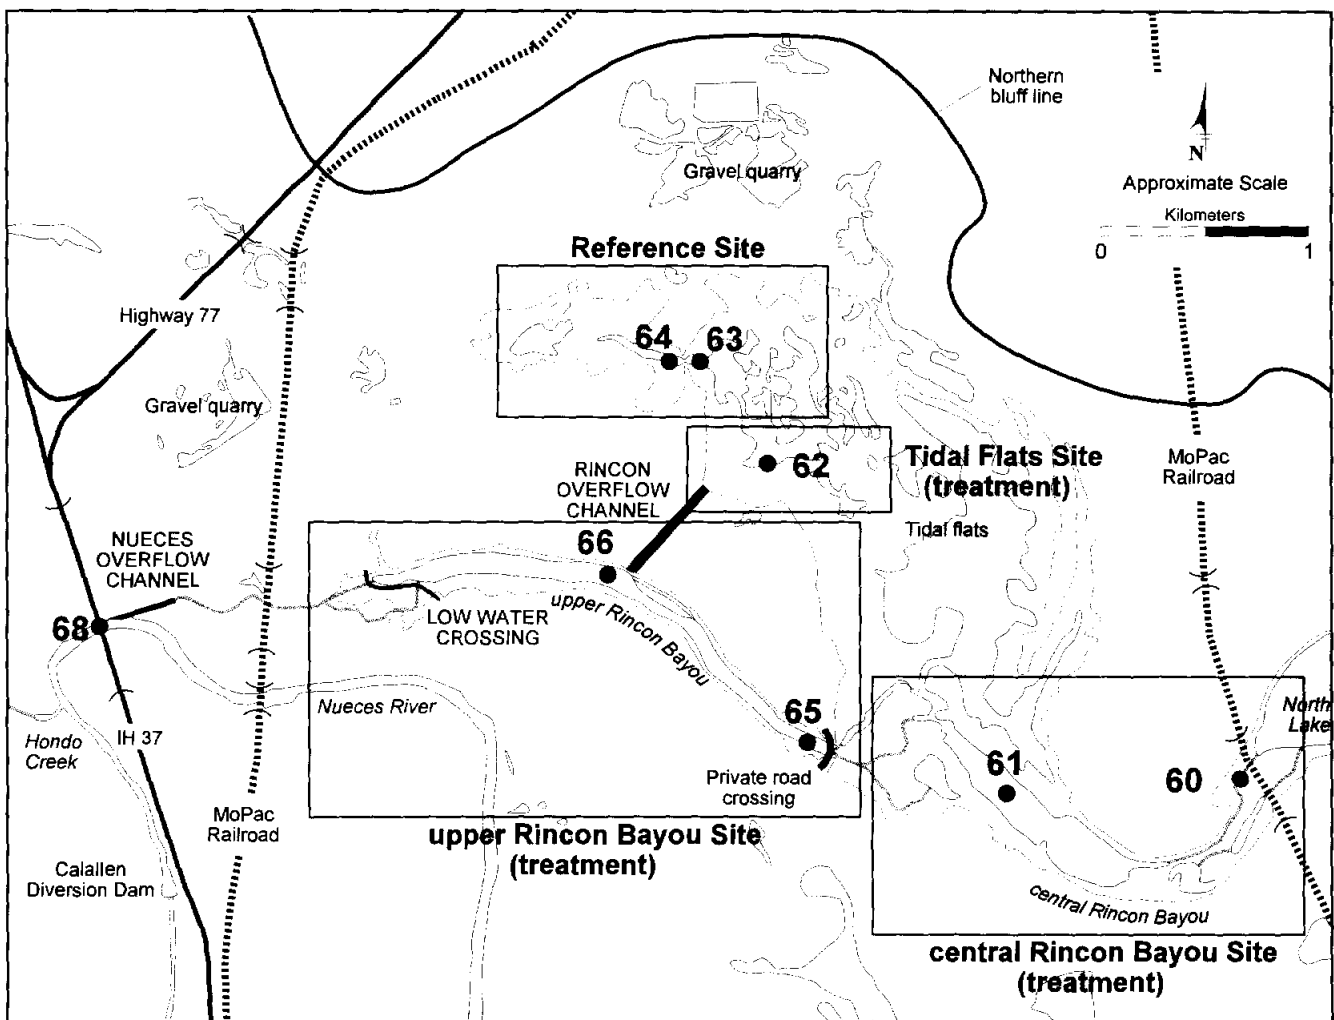 Northern
bluff line
N
Approximate Scale
Kilometers
0
1
Gravel quarry
Reference Site
64
63
Highway 77
Gravel quarry
62
Tidal Flats Site
(treatment)
MoPac
Railroad
RINCON
OVERFLOW
CHANNEL
Tidal flats
66
NUECES
OVERFLOW
CHANNEL
68
LOW WATER
CROSSING
upper Rincon Bayou
Nueces River
65
North
Lake
Hondo
Creek
IH 37
61
60
Private road
crossing
MoPac
Railroad
upper Rincon Bayou Site
(treatment)
Calallen
Diversion Dam
central Rincon Bayou
central Rincon Bayou Site
(treatment)